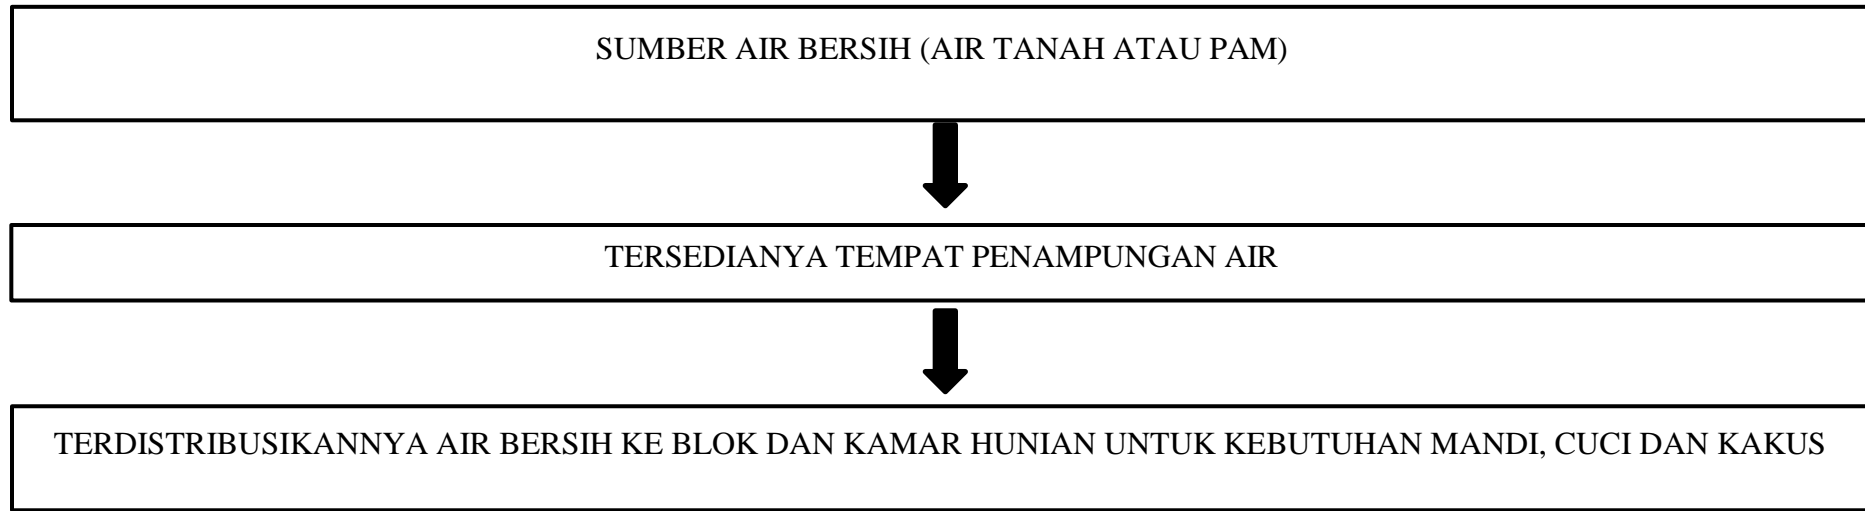 SUMBER AIR BERSIH (AIR TANAH ATAU PAM)
TERSEDIANYA TEMPAT PENAMPUNGAN AIR
TERDISTRIBUSIKANNYA AIR BERSIH KE BLOK DAN KAMAR HUNIAN UNTUK KEBUTUHAN MANDI, CUCI DAN KAKUS